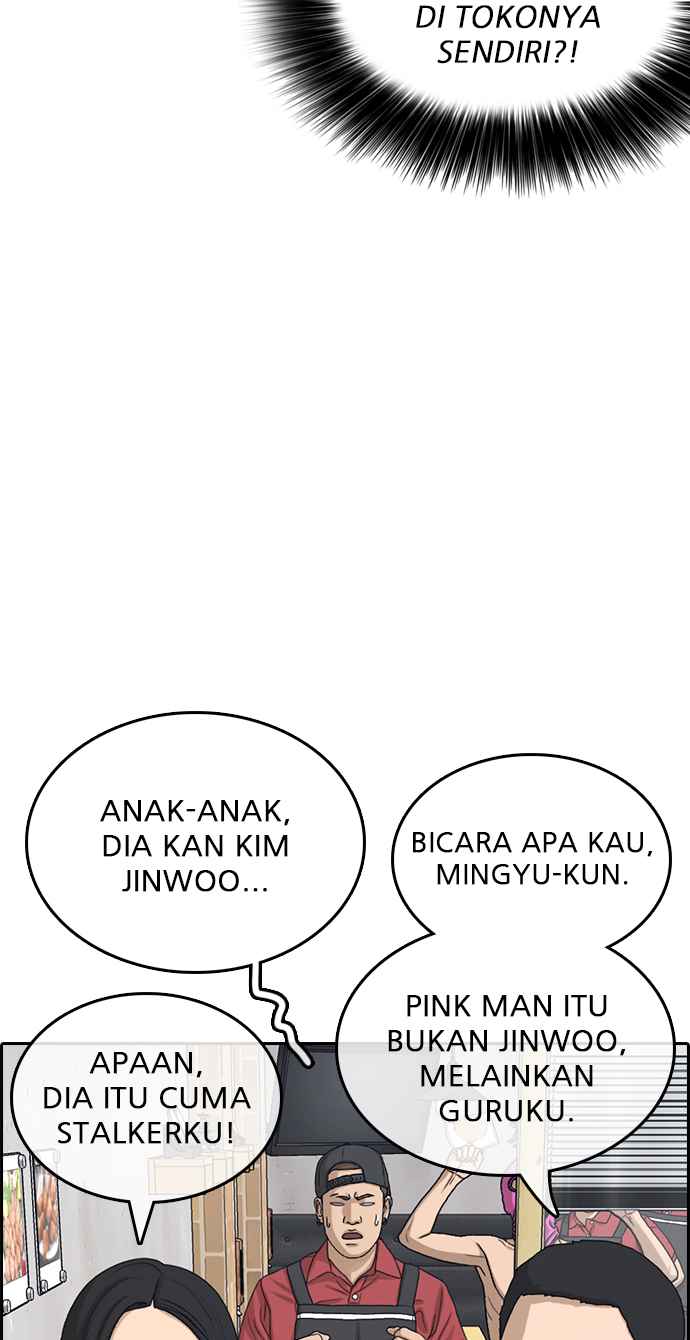 DI TOKONYA
SENDIRI?!
ANAK-ANAK,
DIA KAN KIM
JINWOO...
BICARA APA KAU,
MINGYU-KUN.
PINK MAN ITU
BUKAN JINWOO,
MELAINKAN
GURUKU.
APAAN,
DIA ITU CUMA
STALKERKU!